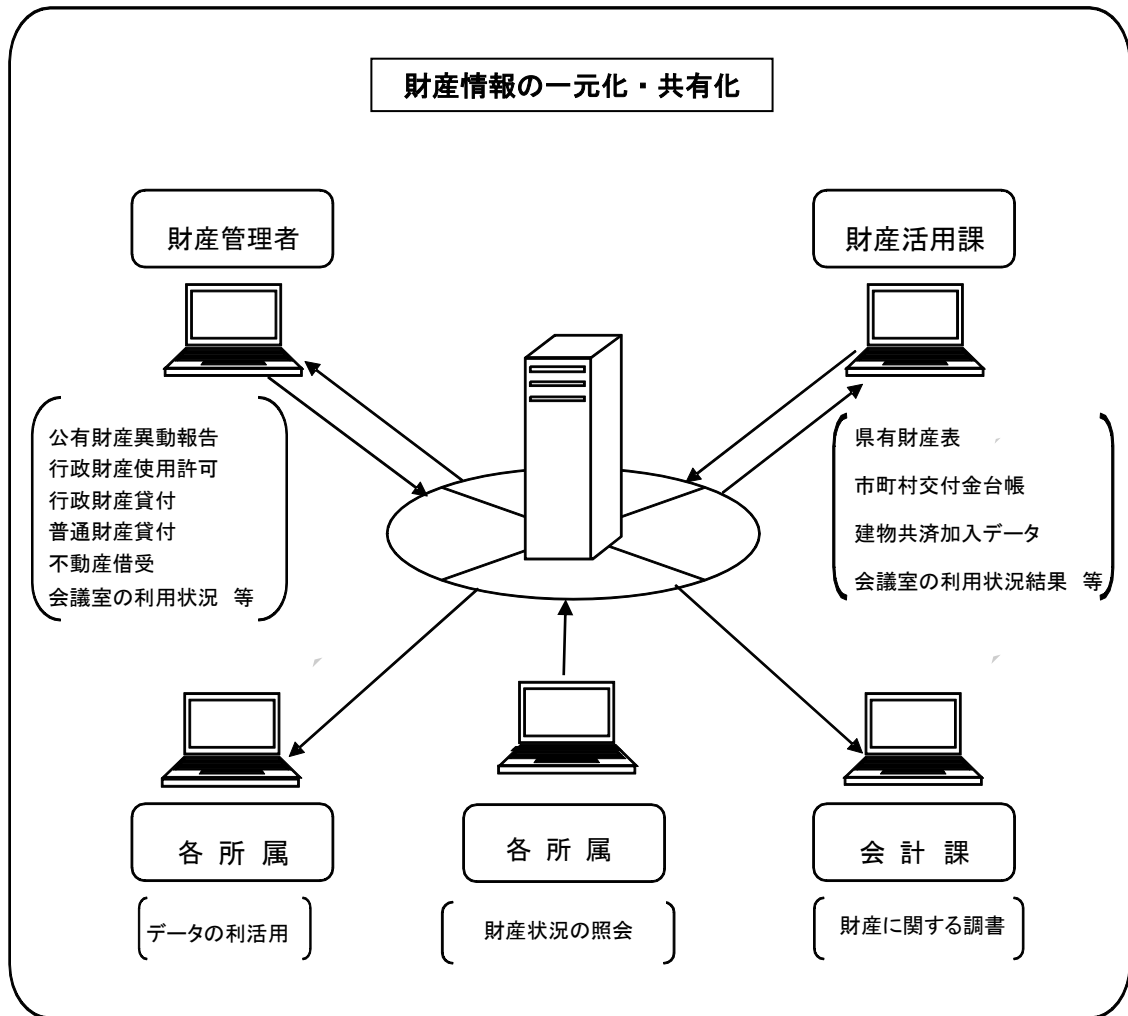 財産情報の一元化・共有化
財産管理者
公有財産異動報告
行政財産使用許可
行政財産貸付
普通財産貸付
不動産借受
会議室の利用状況 等
財産活用課
県有財産表
市町村交付金台帳
建物共済加入データ
会議室の利用状況結果 等
各所属
データの利活用
各所属
財産状況の照会
会計課
財産に関する調書